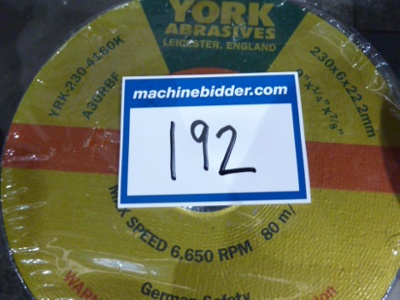 YORK
ABRASIVES
LEICESTER, ENGLAND
YRK-230-4160K
A30RBF
230x6x22.2mm
machinebidder.com
192
MAX SPEED 6,650 RPM 80 m/
German Safety